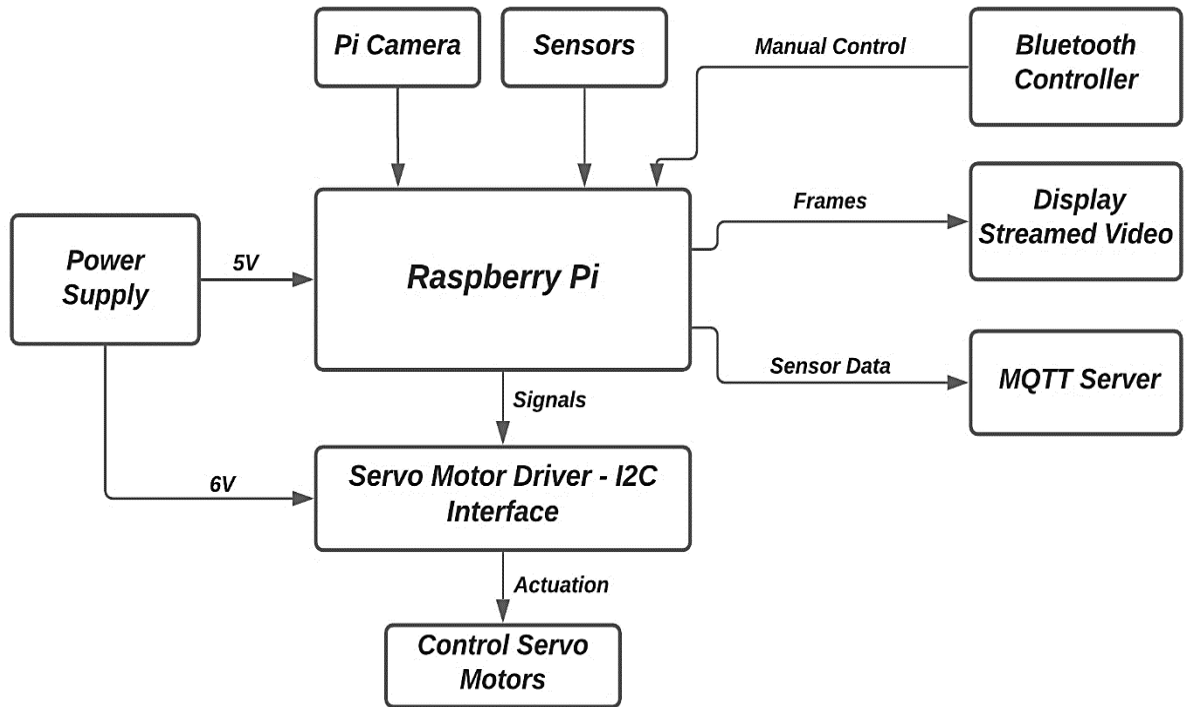 Pi Camera
Sensors
Manual Control
Bluetooth
Controller
Frames
Display
Streamed Video
Power
Supply
5V
Raspberry Pi
Sensor Data
MQTT Server
Signals
6V
Servo Motor Driver - I2C
Interface
Actuation
Control Servo
Motors